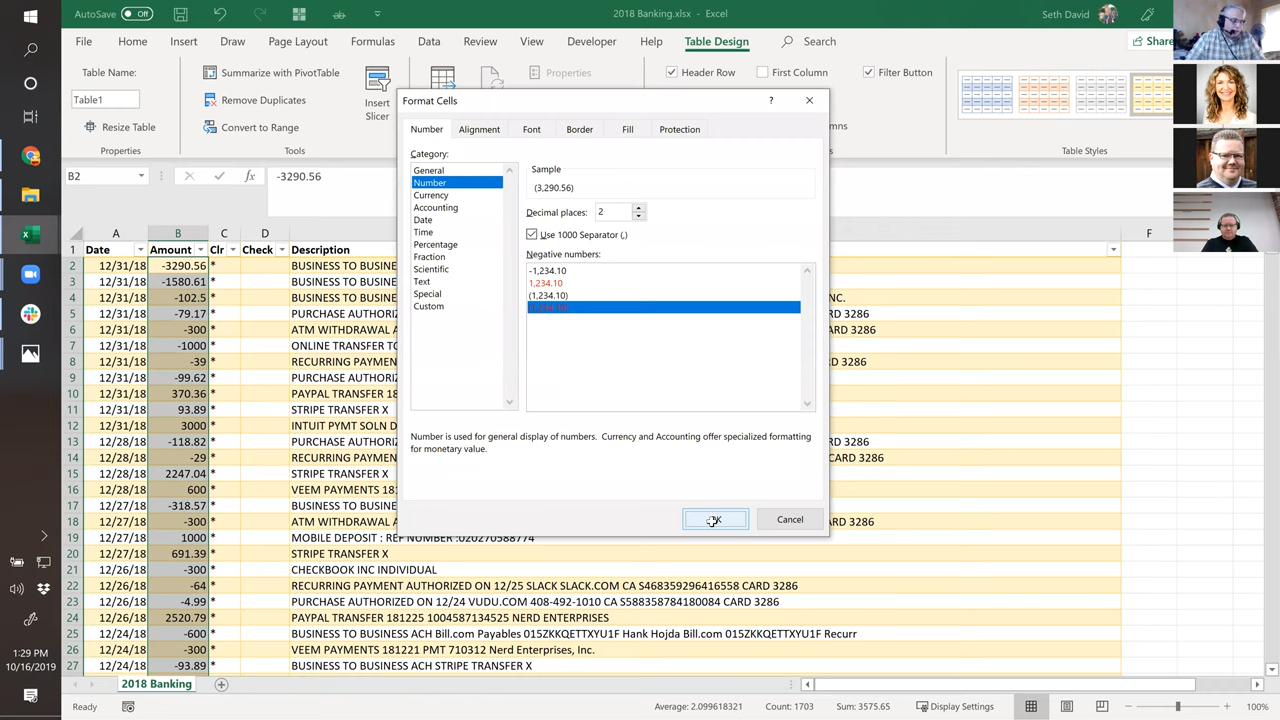 AutoSave Off 2018 Banking.xlsx - Excel Seth David
File Home Insert Draw Page Layout Formulas Data Review View Developer Help Table Design Search Share
Table Name:
Table1
Resize Table
Properties
Summarize with PivotTable
Remove Duplicates
Convert to Range
Tools
Insert
Slicer
Properties
Header Row First Column Filter Button
Table Styles
Format Cells ?
Number Alignment Font Border Fill Protection
Category:
General
Number
Currency
Accounting
Date
Time
Percentage
Fraction
Scientific
Text
Special
Custom
Sample
(3,290.56)
Decimal places: 2
Use 1000 Separator (,)
Negative numbers:
-1,234.10
1,234.10
(1,234.10)
(1,234.10)
Number is used for general display of numbers. Currency and Accounting offer specialized formatting
for monetary value.
OK Cancel
B2 fx -3290.56
A B C D F
1 Date Amount Clr Check Description
2 12/31/18 -3290.56 * BUSINESS TO BUSINE
3 12/31/18 -1580.61 * BUSINESS TO BUSINE
4 12/31/18 -102.5 * BUSINESS TO BUSINE INC.
5 12/31/18 -79.17 * PURCHASE AUTHORIZ RD 3286
6 12/31/18 -300 * ATM WITHDRAWAL A 3286
7 12/31/18 -1000 * ONLINE TRANSFER TO
8 12/31/18 -39 * RECURRING PAYMEN RD 3286
9 12/31/18 -99.62 * PURCHASE AUTHORIZ
10 12/31/18 370.36 * PAYPAL TRANSFER 18
11 12/31/18 93.89 * STRIPE TRANSFER X
12 12/31/18 3000 * INTUIT PYMT SOLN D
13 12/28/18 -118.82 * PURCHASE AUTHORIZ RD 3286
14 12/28/18 -29 * RECURRING PAYMEN CARD 3286
15 12/28/18 2247.04 * STRIPE TRANSFER X
16 12/28/18 600 * VEEM PAYMENTS 181
17 12/27/18 -318.57 * BUSINESS TO BUSINE
18 12/27/18 -300 * ATM WITHDRAWAL A 3286
19 12/27/18 1000 * MOBILE DEPOSIT : REF NUMBER :020270588774
20 12/27/18 691.39 * STRIPE TRANSFER X
21 12/26/18 -300 * CHECKBOOK INC INDIVIDUAL
22 12/26/18 -64 * RECURRING PAYMENT AUTHORIZED ON 12/25 SLACK SLACK.COM CA S468359296416558 CARD 3286
23 12/26/18 -4.99 * PURCHASE AUTHORIZED ON 12/24 VUDU.COM 408-492-1010 CA S588358784180084 CARD 3286
24 12/26/18 2520.79 * PAYPAL TRANSFER 181225 1004587134525 NERD ENTERPRISES
25 12/24/18 -600 * BUSINESS TO BUSINESS ACH Bill.com Payables 015ZKKQETTXYU1F Hank Hojda Bill.com 015ZKKQETTXYU1F Recurr
26 12/24/18 -300 * VEEM PAYMENTS 181221 PMT 710312 Nerd Enterprises, Inc.
27 12/24/18 -93.89 * BUSINESS TO BUSINESS ACH STRIPE TRANSFER X
2018 Banking
Ready Average: 2.099618321 Count: 1703 Sum: 3575.65 Display Settings 100%
1:29 PM
10/16/2019